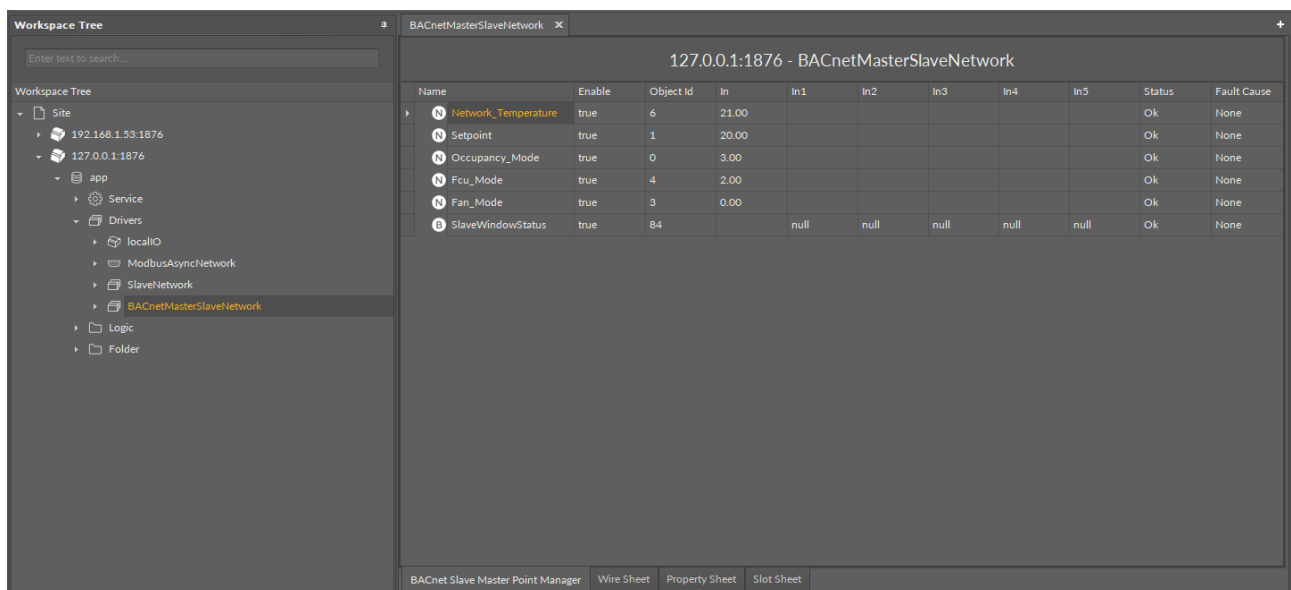 Workspace Tree
Enter text to search...
Workspace Tree
Site
192.168.1.53:1876
127.0.0.1:1876
app
Service
Drivers
localIO
ModbusAsyncNetwork
SlaveNetwork
BACnetMasterSlaveNetwork
Logic
Folder
BACnetMasterSlaveNetwork
127.0.0.1:1876 - BACnetMasterSlaveNetwork
Name Enable Object Id In In1 In2 In3 In4 In5 Status Fault Cause
N Network_Temperature true 6 21.00 Ok None
N Setpoint true 1 20.00 Ok None
N Occupancy_Mode true 0 3.00 Ok None
N Fcu_Mode true 4 2.00 Ok None
N Fan_Mode true 3 0.00 Ok None
B SlaveWindowStatus true 84 null null null null null Ok None
BACnet Slave Master Point Manager Wire Sheet Property Sheet Slot Sheet